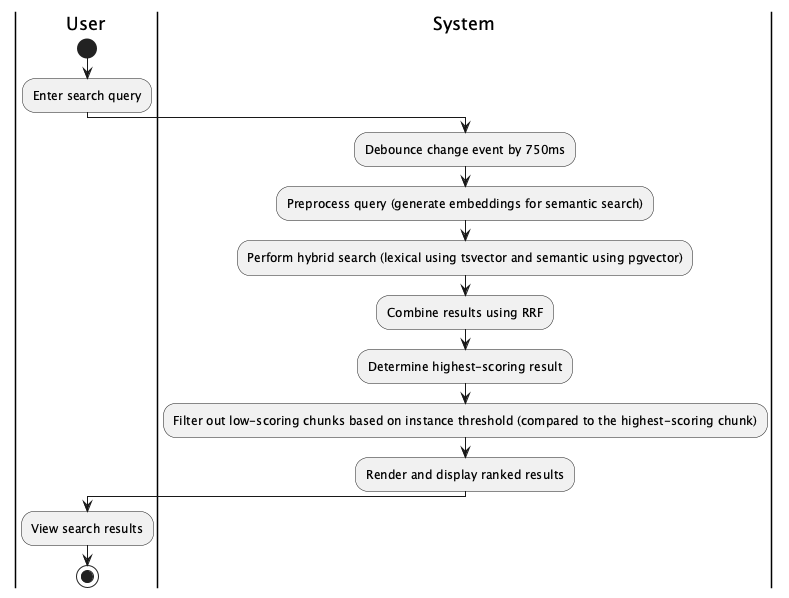 User
System
Enter search query
Debounce change event by 750ms
Preprocess query (generate embeddings for semantic search)
Perform hybrid search (lexical using tsvector and semantic using pgvector)
Combine results using RRF
Determine highest-scoring result
Filter out low-scoring chunks based on instance threshold (compared to the highest-scoring chunk)
Render and display ranked results
View search results